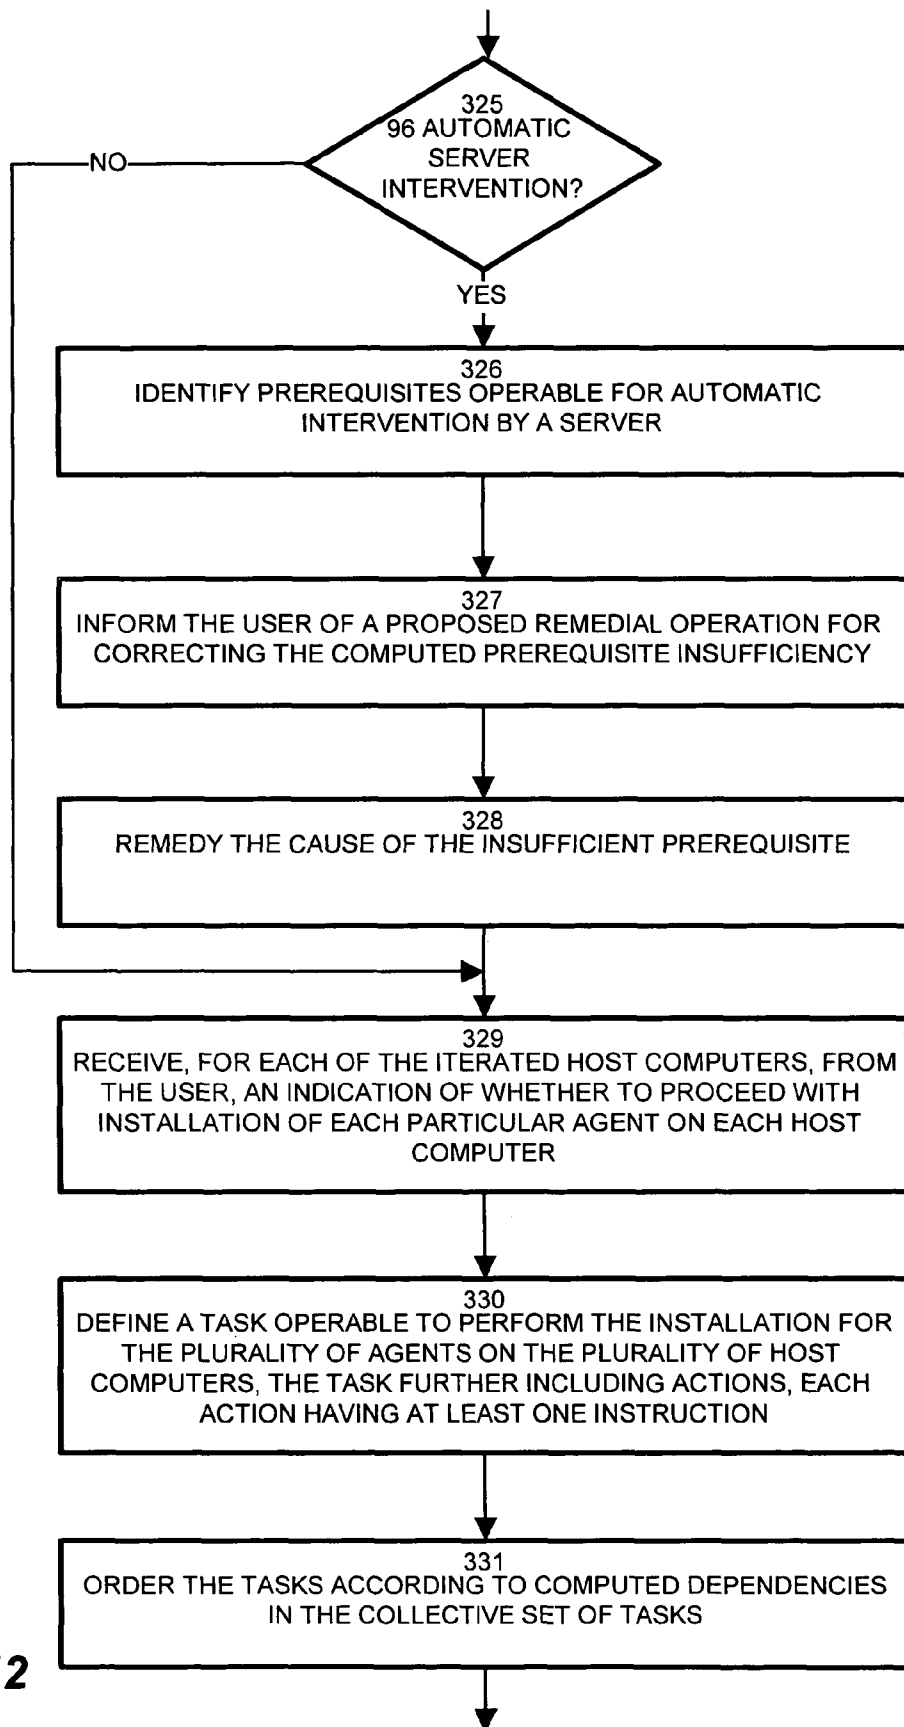 325
96 AUTOMATIC
SERVER
INTERVENTION?
NO
YES
326
IDENTIFY PREREQUISITES OPERABLE FOR AUTOMATIC
INTERVENTION BY A SERVER
327
INFORM THE USER OF A PROPOSED REMEDIAL OPERATION FOR
CORRECTING THE COMPUTED PREREQUISITE INSUFFICIENCY
328
REMEDY THE CAUSE OF THE INSUFFICIENT PREREQUISITE
329
RECEIVE, FOR EACH OF THE ITERATED HOST COMPUTERS, FROM
THE USER, AN INDICATION OF WHETHER TO PROCEED WITH
INSTALLATION OF EACH PARTICULAR AGENT ON EACH HOST
COMPUTER
330
DEFINE A TASK OPERABLE TO PERFORM THE INSTALLATION FOR
THE PLURALITY OF AGENTS ON THE PLURALITY OF HOST
COMPUTERS, THE TASK FURTHER INCLUDING ACTIONS, EACH
ACTION HAVING AT LEAST ONE INSTRUCTION
331
ORDER THE TASKS ACCORDING TO COMPUTED DEPENDENCIES
IN THE COLLECTIVE SET OF TASKS
2